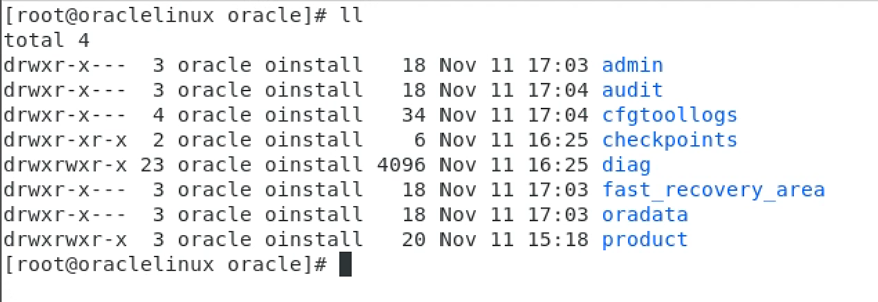 [root@oraclelinux oracle]# ll
total 4
drwxr-x---  3 oracle oinstall   18 Nov 11 17:03 admin
drwxr-x---  3 oracle oinstall   18 Nov 11 17:04 audit
drwxr-x---  4 oracle oinstall   34 Nov 11 17:04 cfgtoollogs
drwxr-xr-x  2 oracle oinstall    6 Nov 11 16:25 checkpoints
drwxrwxr-x 23 oracle oinstall 4096 Nov 11 16:25 diag
drwxr-x---  3 oracle oinstall   18 Nov 11 17:03 fast_recovery_area
drwxr-x---  3 oracle oinstall   18 Nov 11 17:03 oradata
drwxrwxr-x  3 oracle oinstall   20 Nov 11 15:18 product
[root@oraclelinux oracle]#